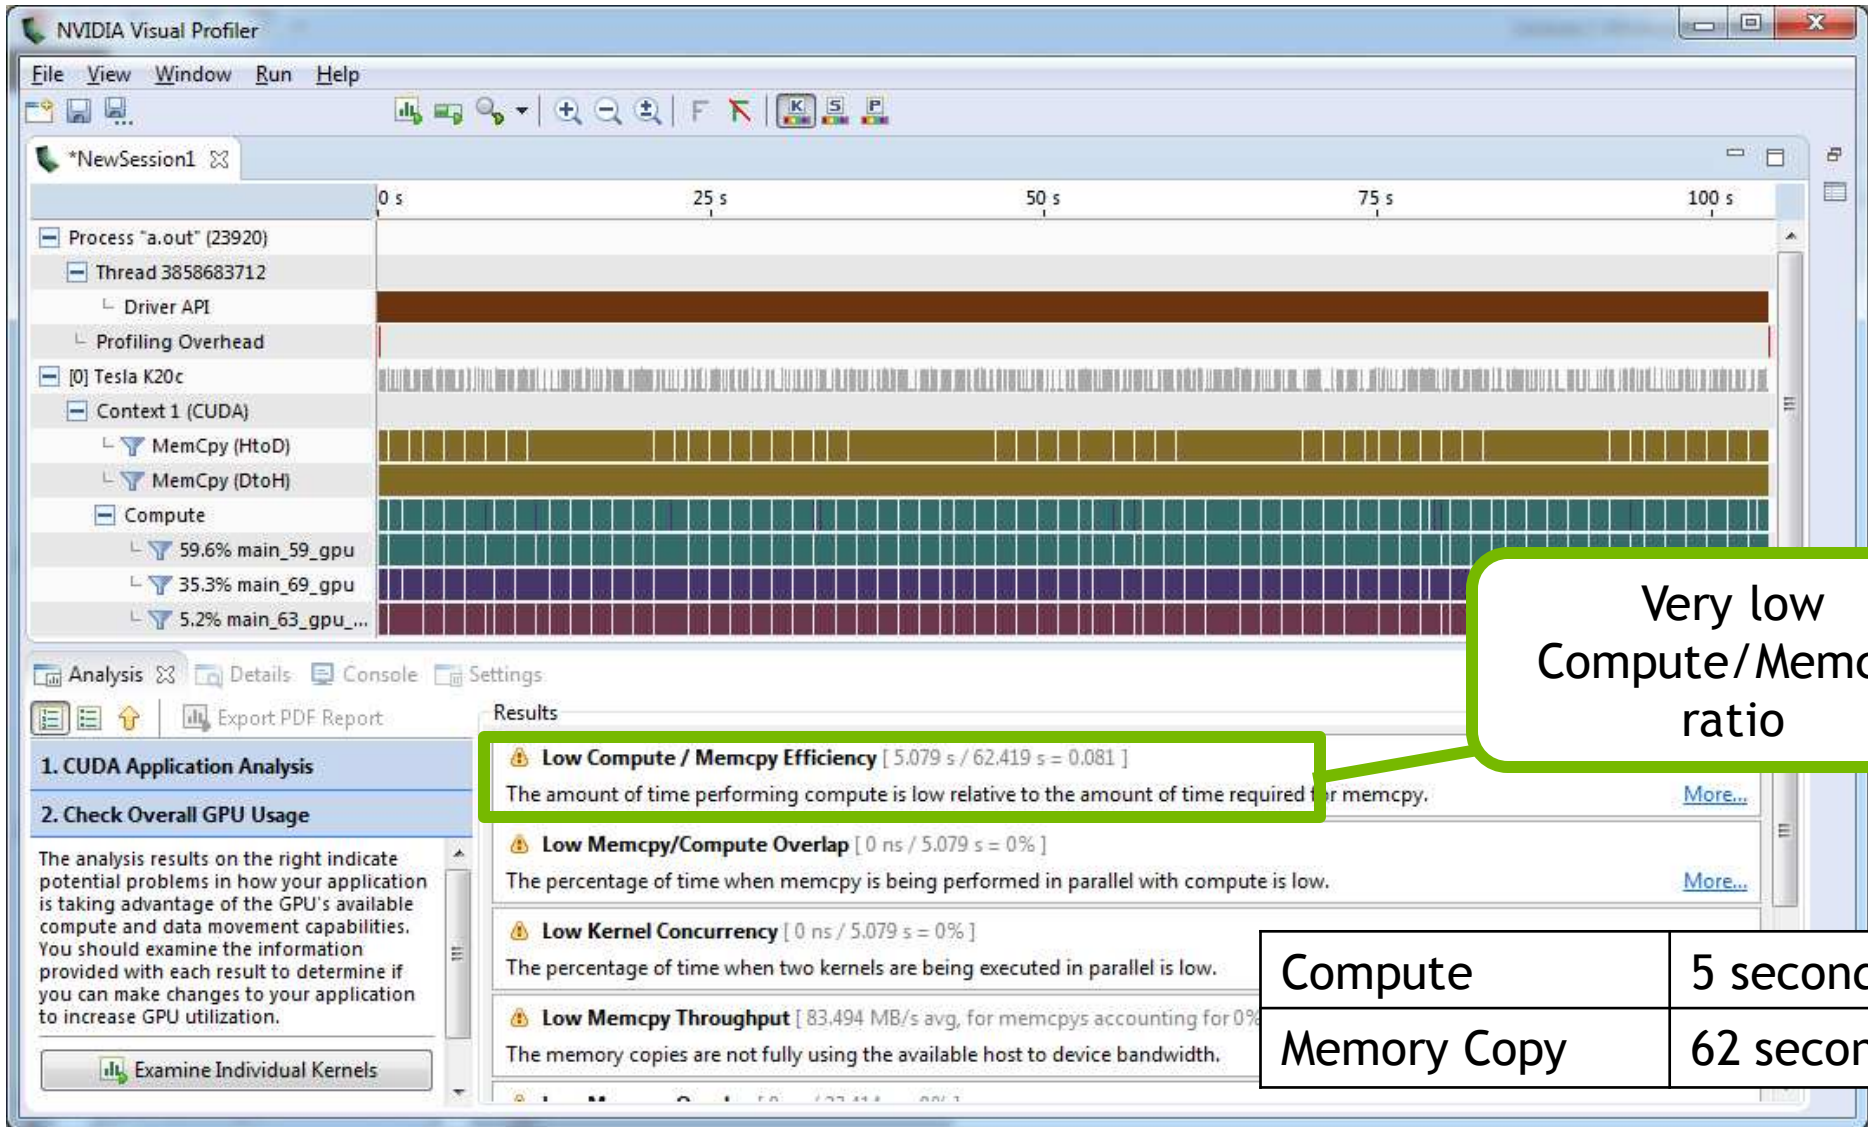 NVIDIA Visual Profiler
File View Window Run Help
F K S P
*NewSession1
0 s 25 s 50 s 75 s 100 s
Process "a.out" (23920)
Thread 3858683712
Driver API
Profiling Overhead
[0] Tesla K20c
Context 1 (CUDA)
MemCpy (HtoD)
MemCpy (DtoH)
Compute
59.6% main_59_gpu
35.3% main_69_gpu
5.2% main_63_gpu_...
Very low
Compute/Memc
ratio
Analysis Details Console Settings
Export PDF Report
1. CUDA Application Analysis
2. Check Overall GPU Usage
The analysis results on the right indicate
potential problems in how your application
is taking advantage of the GPU's available
compute and data movement capabilities.
You should examine the information
provided with each result to determine if
you can make changes to your application
to increase GPU utilization.
Examine Individual Kernels
Results
Low Compute / Memcpy Efficiency [ 5.079 s / 62.419 s = 0.081 ]
The amount of time performing compute is low relative to the amount of time required for memcpy. More...
Low Memcpy/Compute Overlap [ 0 ns / 5.079 s = 0% ]
The percentage of time when memcpy is being performed in parallel with compute is low. More...
Low Kernel Concurrency [ 0 ns / 5.079 s = 0% ]
The percentage of time when two kernels are being executed in parallel is low.
Low Memcpy Throughput [ 83.494 MB/s avg, for memcpys accounting for 0%
The memory copies are not fully using the available host to device bandwidth.
Compute 5 second
Memory Copy 62 secon